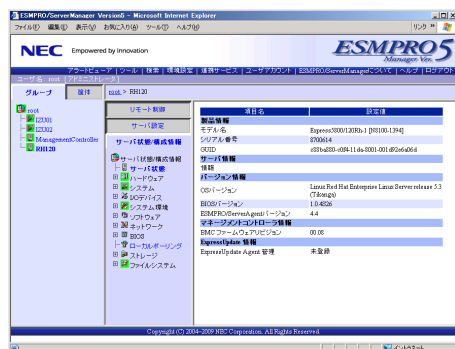 ESMPRO/ServerManager Version5 - Microsoft Internet Explorer
ファイル(F) 編集(E) 表示(V) お気に入り(A) ツール(T) ヘルプ(H)
リンク
NEC Empowered by Innovation
ESMPRO5
Manager Ver.
アラートビューア | ツール | 検索 | 環境設定 | 連携サービス | ユーザアカウント | ESMPRO/ServerManagerについて | ヘルプ | ログアウト
ユーザ名: root (アドミニストレータ)
グループ 筐体
root > RH120
root
IZU01
IZU02
ManagementController
RH120
リモート制御
サーバ設定
サーバ状態/構成情報
サーバ状態/構成情報
サーバ状態
ハードウェア
システム
I/Oデバイス
システム環境
ソフトウェア
ネットワーク
BIOS
ローカルポーリング
ストレージ
ファイルシステム
項目名 設定値
製品情報
モデル名 Express5800/120Rb-1 [N8100-1394]
シリアル番号 8700614
GUID
サーバ情報
情報
バージョン情報
OSバージョン Linux Red Hat Enterprise Linux Server release 5.3 (Tikanga)
BIOSバージョン 1.0.4826
ESMPRO/ServerAgentバージョン 4.4
マネージメントコントローラ情報
BMCファームウェアリビジョン 00.08
ExpressUpdate 情報
ExpressUpdate Agent 管理 未登録
Copyright (C) 2004-2009 NEC Corporation. All Rights Reserved.
イントラネット